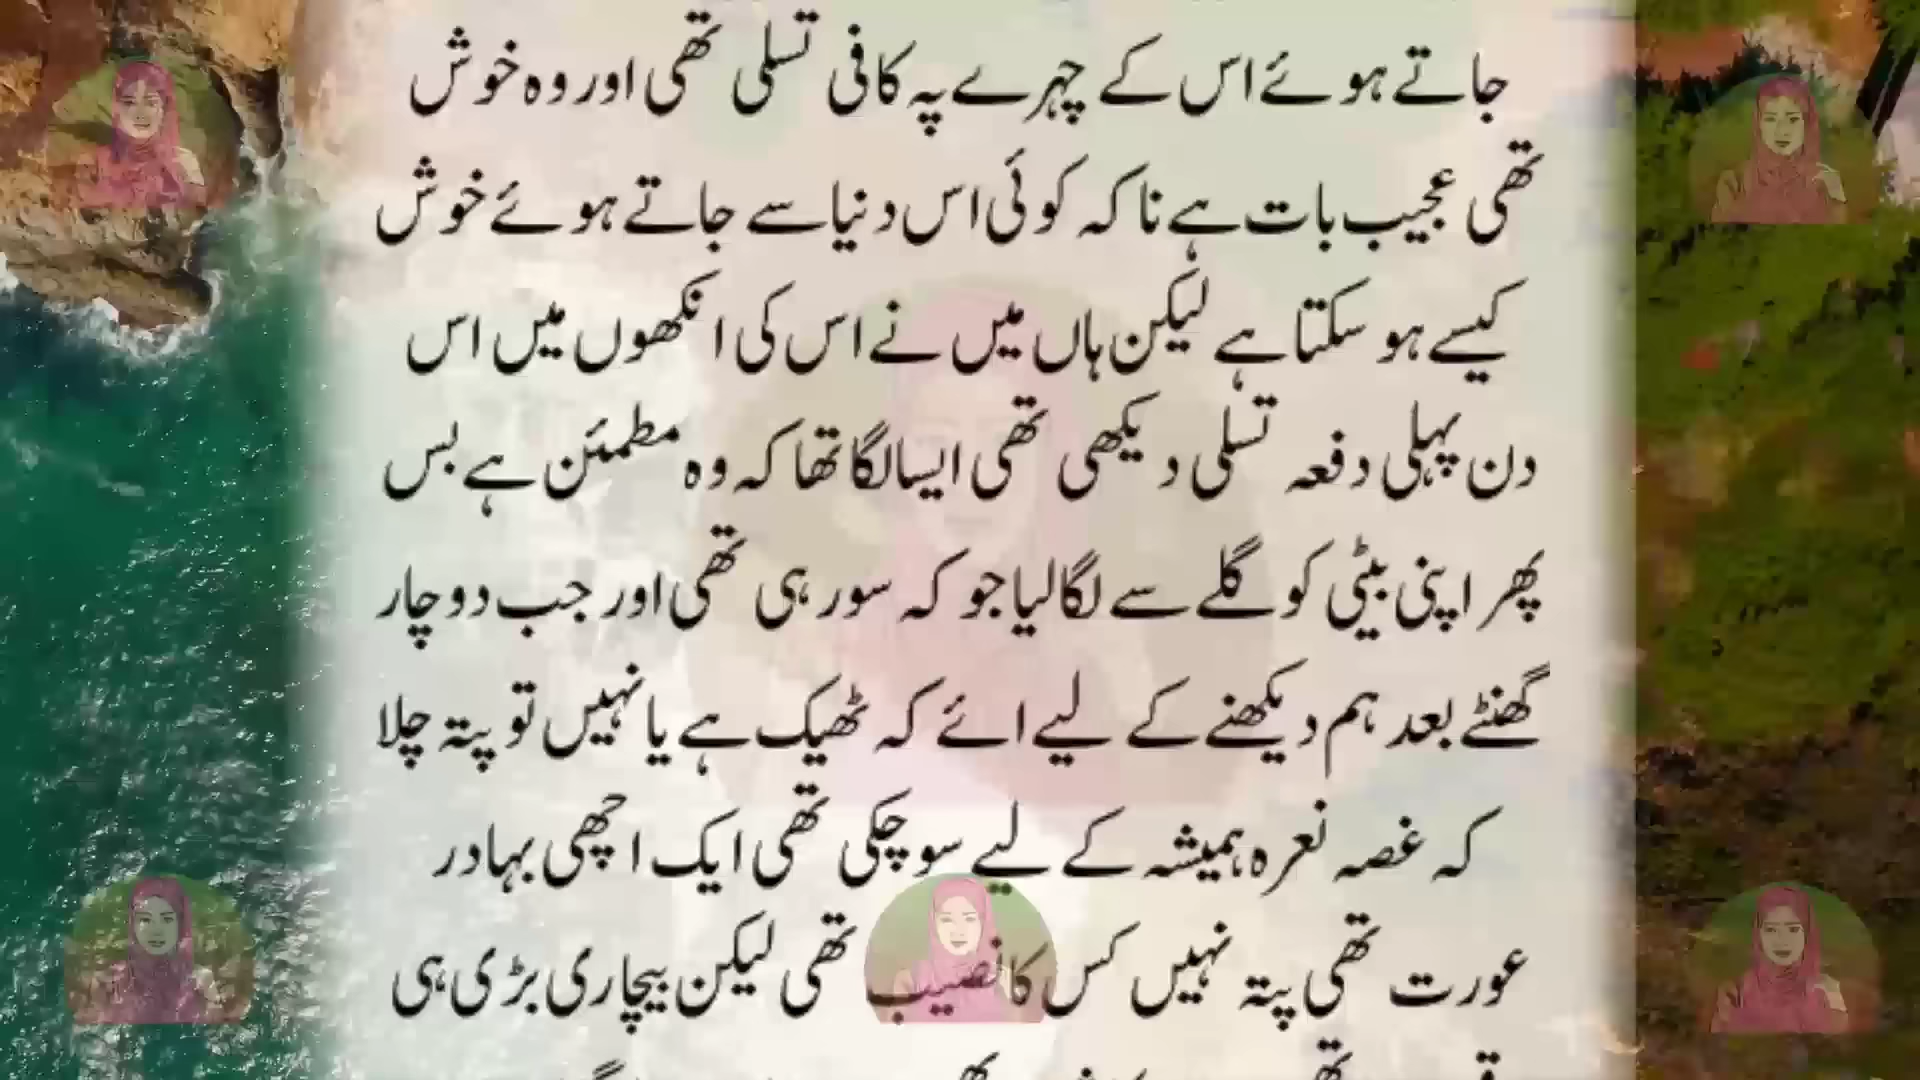 جاتے ہوئے اس کے چہرے پہ کافی تسلی تھی اور وہ خوش
تھی عجیب بات ہے نا کہ کوئی اس دنیا سے جاتے ہوئے خوش
کیسے ہو سکتا ہے لیکن ہاں میں نے اس کی انکھوں میں اس
دن پہلی دفعہ تسلی دیکھی تھی ایسا لگا تھا کہ وہ مطمئن ہے بس
پھر اپنی بیٹی کو گلے سے لگا لیا جو کہ سو رہی تھی اور جب دو چار
گھنٹے بعد ہم دیکھنے کے لیے ائے کہ ٹھیک ہے یا نہیں تو پتہ چلا
کہ غصہ نعرہ ہمیشہ کے لیے سو چکی تھی ایک اچھی بہادر
عورت تھی پتہ نہیں کس کا نصیب تھی لیکن بیچاری بڑی ہی